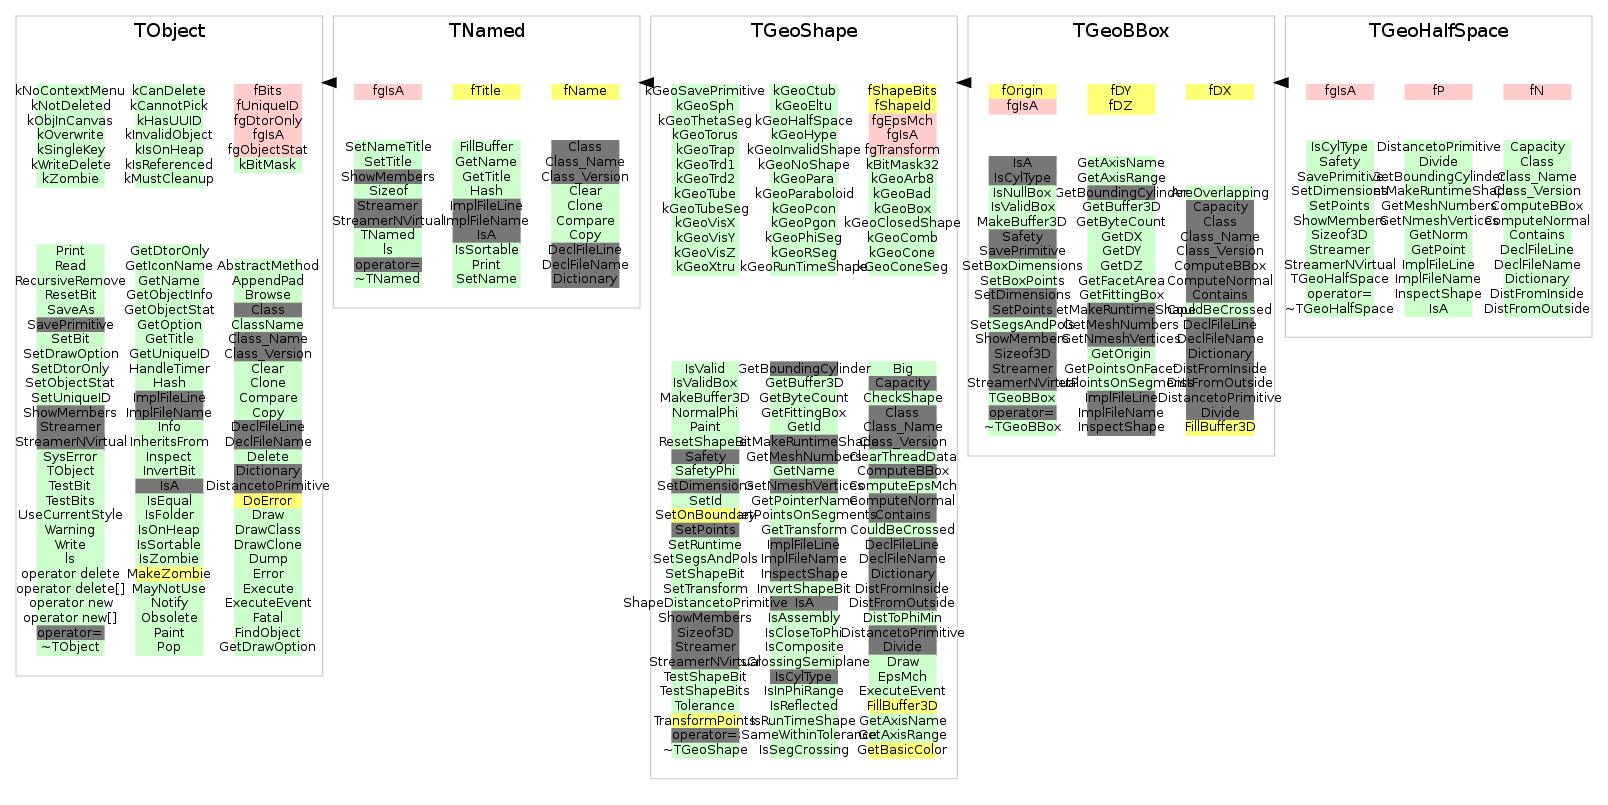 TObject
kNoContextMenu
kNotDeleted
kObjInCanvas
kOverwrite
kSingleKey
kWriteDelete
kZombie
kCanDelete
kCannotPick
kHasUUID
kInvalidObject
kIsOnHeap
kIsReferenced
kMustCleanup
fBits
fUniqueID
fgDtorOnly
fgIsA
fgObjectStat
kBitMask
Print
Read
RecursiveRemove
ResetBit
SaveAs
SavePrimitive
SetBit
SetDrawOption
SetDtorOnly
SetObjectStat
SetUniqueID
ShowMembers
Streamer
StreamerNVirtual
SysError
TObject
TestBit
TestBits
UseCurrentStyle
Warning
Write
ls
operator delete
operator delete[]
operator new
operator new[]
operator=
~TObject
GetDtorOnly
GetIconName
GetName
GetObjectInfo
GetObjectStat
GetOption
GetTitle
GetUniqueID
HandleTimer
Hash
ImplFileLine
ImplFileName
Info
InheritsFrom
Inspect
InvertBit
IsA
IsEqual
IsFolder
IsOnHeap
IsSortable
IsZombie
MakeZombie
MayNotUse
Notify
Obsolete
Paint
Pop
AbstractMethod
AppendPad
Browse
Class
ClassName
Class_Name
Class_Version
Clear
Clone
Compare
Copy
DeclFileLine
DeclFileName
Delete
Dictionary
DistancetoPrimitive
DoError
Draw
DrawClass
DrawClone
Dump
Error
Execute
ExecuteEvent
Fatal
FindObject
GetDrawOption
TNamed
fgIsA
fTitle
fName
SetNameTitle
SetTitle
ShowMembers
Sizeof
Streamer
StreamerNVirtual
TNamed
ls
operator=
~TNamed
FillBuffer
GetName
GetTitle
Hash
ImplFileLine
ImplFileName
IsA
IsSortable
Print
SetName
Class
Class_Name
Class_Version
Clear
Clone
Compare
Copy
DeclFileLine
DeclFileName
Dictionary
TGeoShape
kGeoSavePrimitive
kGeoSph
kGeoThetaSeg
kGeoTorus
kGeoTrap
kGeoTrd1
kGeoTrd2
kGeoTube
kGeoTubeSeg
kGeoVisX
kGeoVisY
kGeoVisZ
kGeoXtru
kGeoCtub
kGeoEltu
kGeoHalfSpace
kGeoHype
kGeoInvalidShape
kGeoNoShape
kGeoPara
kGeoParaboloid
kGeoPcon
kGeoPgon
kGeoPhiSeg
kGeoRSeg
kGeoRunTimeShape
fShapeBits
fShapeId
fgEpsMch
fgIsA
fgTransform
kBitMask32
kGeoArb8
kGeoBad
kGeoBox
kGeoClosedShape
kGeoComb
kGeoCone
kGeoConeSeg
IsValid
IsValidBox
MakeBuffer3D
NormalPhi
Paint
ResetShapeBit
Safety
SafetyPhi
SetDimensions
SetId
SetOnBoundary
SetPoints
SetRuntime
SetSegsAndPols
SetShapeBit
SetTransform
ShapeDistancetoPrimitive
ShowMembers
Sizeof3D
Streamer
StreamerNVirtual
TestShapeBit
TestShapeBits
Tolerance
TransformPoints
operator=
~TGeoShape
GetBoundingCylinder
GetBuffer3D
GetByteCount
GetFittingBox
GetId
GetMakeRuntimeShape
GetMeshNumbers
GetName
GetNmeshVertices
GetPointerName
GetPointsOnSegments
GetTransform
ImplFileLine
ImplFileName
InspectShape
InvertShapeBit
IsA
IsAssembly
IsCloseToPhi
IsComposite
IsCrossingSemiplane
IsCylType
IsInPhiRange
IsReflected
IsRunTimeShape
IsSameWithinTolerance
IsSegCrossing
Big
Capacity
CheckShape
Class
Class_Name
Class_Version
ClearThreadData
ComputeBBox
ComputeEpsMch
ComputeNormal
Contains
CouldBeCrossed
DeclFileLine
DeclFileName
Dictionary
DistFromInside
DistFromOutside
DistToPhiMin
DistancetoPrimitive
Divide
Draw
EpsMch
ExecuteEvent
FillBuffer3D
GetAxisName
GetAxisRange
GetBasicColor
TGeoBBox
fOrigin
fgIsA
fDY
fDZ
fDX
IsA
IsCylType
IsNullBox
IsValidBox
MakeBuffer3D
Safety
SavePrimitive
SetBoxDimensions
SetBoxPoints
SetDimensions
SetPoints
SetSegsAndPols
ShowMembers
Sizeof3D
Streamer
StreamerNVirtual
TGeoBBox
operator=
~TGeoBBox
GetAxisName
GetAxisRange
GetBoundingCylinder
GetBuffer3D
GetByteCount
GetDX
GetDY
GetDZ
GetFacetArea
GetFittingBox
GetMakeRuntimeShape
GetMeshNumbers
GetNmeshVertices
GetOrigin
GetPointsOnFacet
GetPointsOnSegments
ImplFileLine
ImplFileName
InspectShape
AreOverlapping
Capacity
Class
Class_Name
Class_Version
ComputeBBox
ComputeNormal
Contains
CouldBeCrossed
DeclFileLine
DeclFileName
Dictionary
DistFromInside
DistFromOutside
DistancetoPrimitive
Divide
FillBuffer3D
TGeoHalfSpace
fgIsA
fP
fN
IsCylType
Safety
SavePrimitive
SetDimensions
SetPoints
ShowMembers
Sizeof3D
Streamer
StreamerNVirtual
TGeoHalfSpace
operator=
~TGeoHalfSpace
DistancetoPrimitive
Divide
GetBoundingCylinder
GetMakeRuntimeShape
GetMeshNumbers
GetNmeshVertices
GetNorm
GetPoint
ImplFileLine
ImplFileName
InspectShape
IsA
Capacity
Class
Class_Name
Class_Version
ComputeBBox
ComputeNormal
Contains
DeclFileLine
DeclFileName
Dictionary
DistFromInside
DistFromOutside